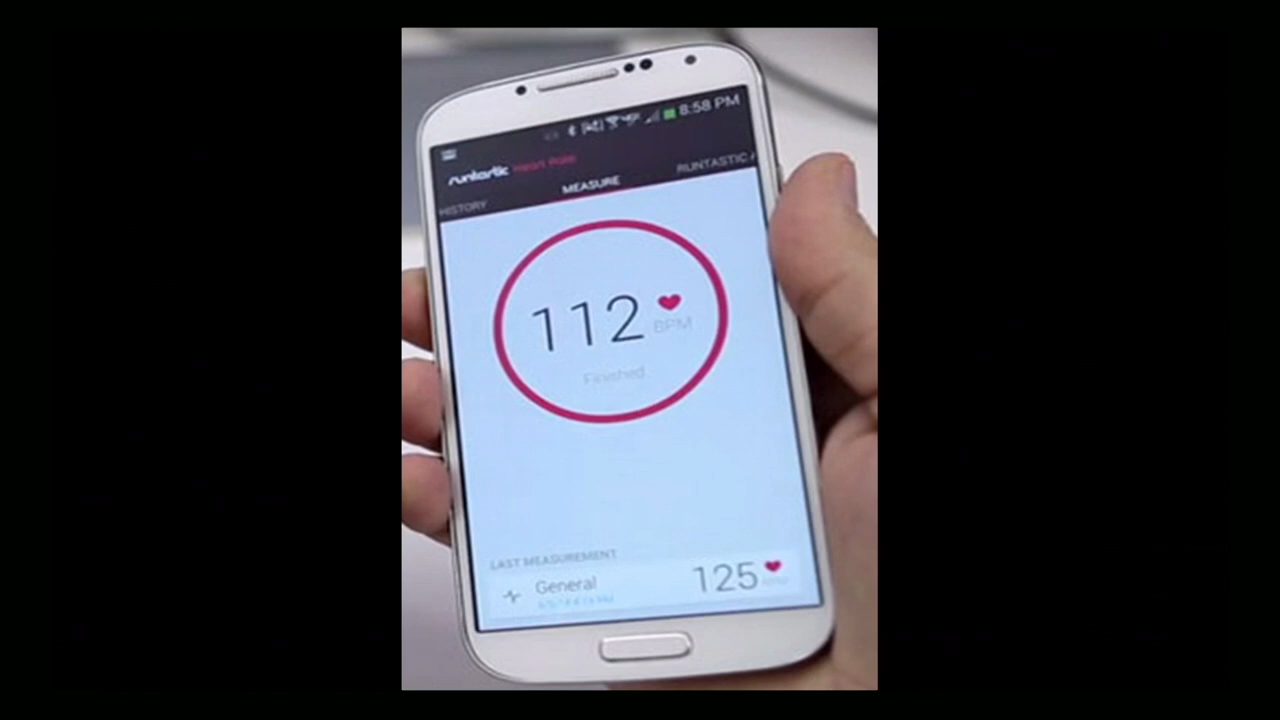 8:58 PM
runtastic Heart Rate
HISTORY
MEASURE
RUNTASTIC
112
BPM
Finished
LAST MEASUREMENT
General
125